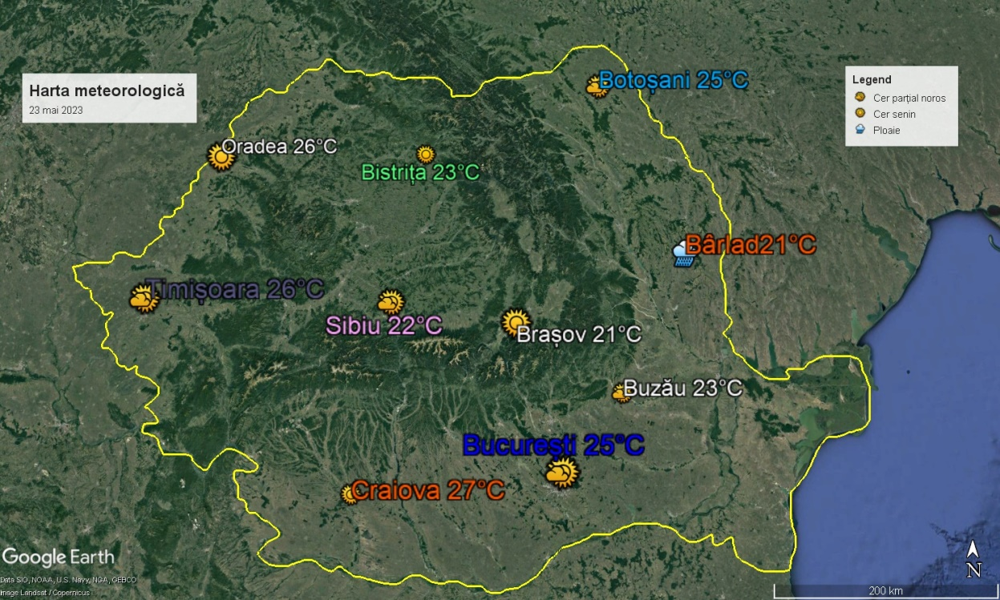 Harta meteorologică
23 mai 2023
Botoșani 25°C
Legend
Cer parțial noros
Cer senin
Ploaie
Oradea 26°C
Bistrița 23°C
Bârlad21°C
Timișoara 26°C
Sibiu 22°C
Brașov 21°C
Buzău 23°C
București 25°C
Craiova 27°C
Google Earth
Data SIO, NOAA, U.S. Navy, NGA, GEBCO
Image Landsat / Copernicus
N
200 km